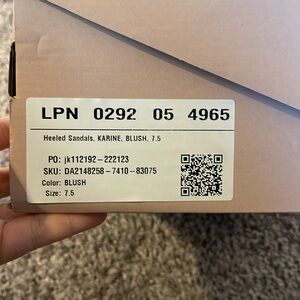 LPN 0292 05 4965
Heeled Sandals, KARINE, BLUSH, 7.5
PO: jk112192-222123
SKU: DA2148258-7410-83075
Color: BLUSH
Size: 7.5